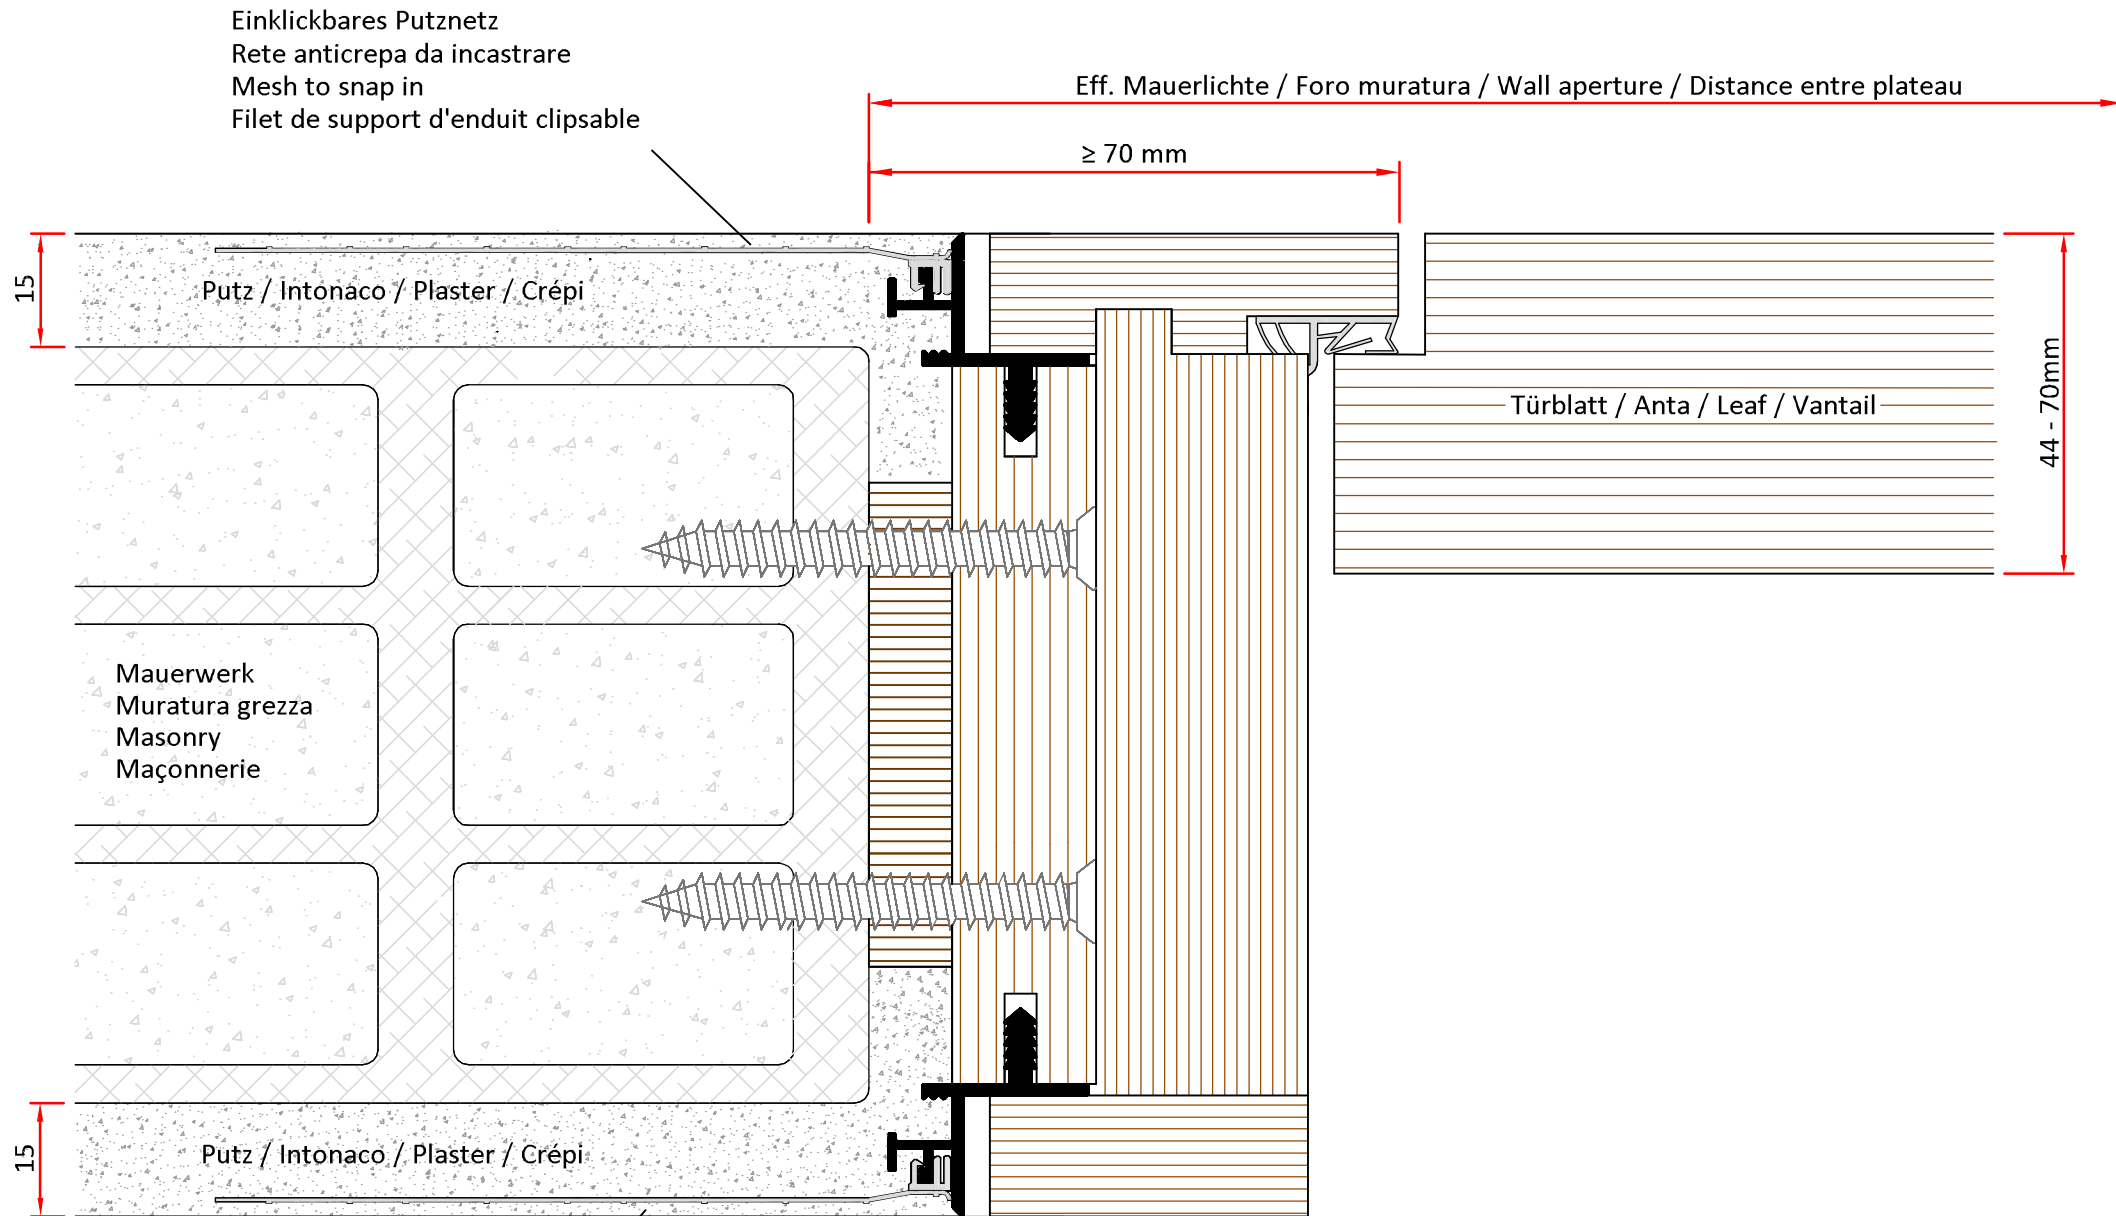 Einklickbares Putznetz
Rete anticrepa da incastrare
Mesh to snap in
Filet de support d'enduit clipsable
Eff. Mauerlichte / Foro muratura / Wall aperture / Distance entre plateau
≥ 70 mm
15
Putz / Intonaco / Plaster / Crépi
Türblatt / Anta / Leaf / Vantail
44 - 70mm
Mauerwerk
Muratura grezza
Masonry
Maçonnerie
15
Putz / Intonaco / Plaster / Crépi